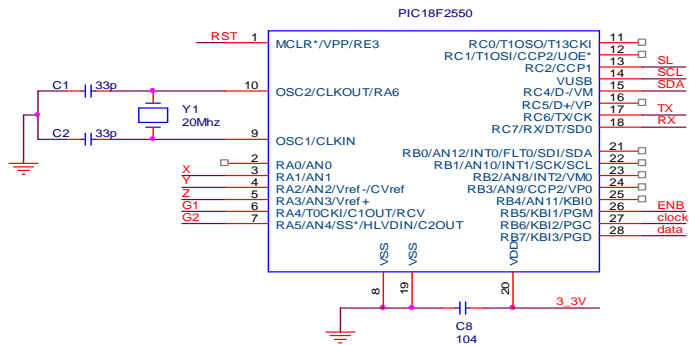 PIC18F2550
RST 1 MCLR*/VPP/RE3
RC0/T1OSO/T13CKI 11
RC1/T1OSI/CCP2/UOE* 12
RC2/CCP1 13 SL
VUSB 14 SCL
RC4/D-/VM 15 SDA
RC5/D+/VP 16
RC6/TX/CK 17 TX
RC7/RX/DT/SD0 18 RX
C1 33p
10 OSC2/CLKOUT/RA6
Y1
20Mhz
C2 33p
9 OSC1/CLKIN
2 RA0/AN0
X 3 RA1/AN1
Y 4 RA2/AN2/Vref-/CVref
Z 5 RA3/AN3/Vref+
G1 6 RA4/T0CKI/C1OUT/RCV
G2 7 RA5/AN4/SS*/HLVDIN/C2OUT
RB0/AN12/INT0/FLT0/SDI/SDA 21
RB1/AN10/INT1/SCK/SCL 22
RB2/AN8/INT2/VM0 23
RB3/AN9/CCP2/VP0 24
RB4/AN11/KBI0 25
RB5/KBI1/PGM 26 ENB
RB6/KBI2/PGC 27 clock
RB7/KBI3/PGD 28 data
VSS
VSS
VDD
8
19
20
3_3V
C8
104